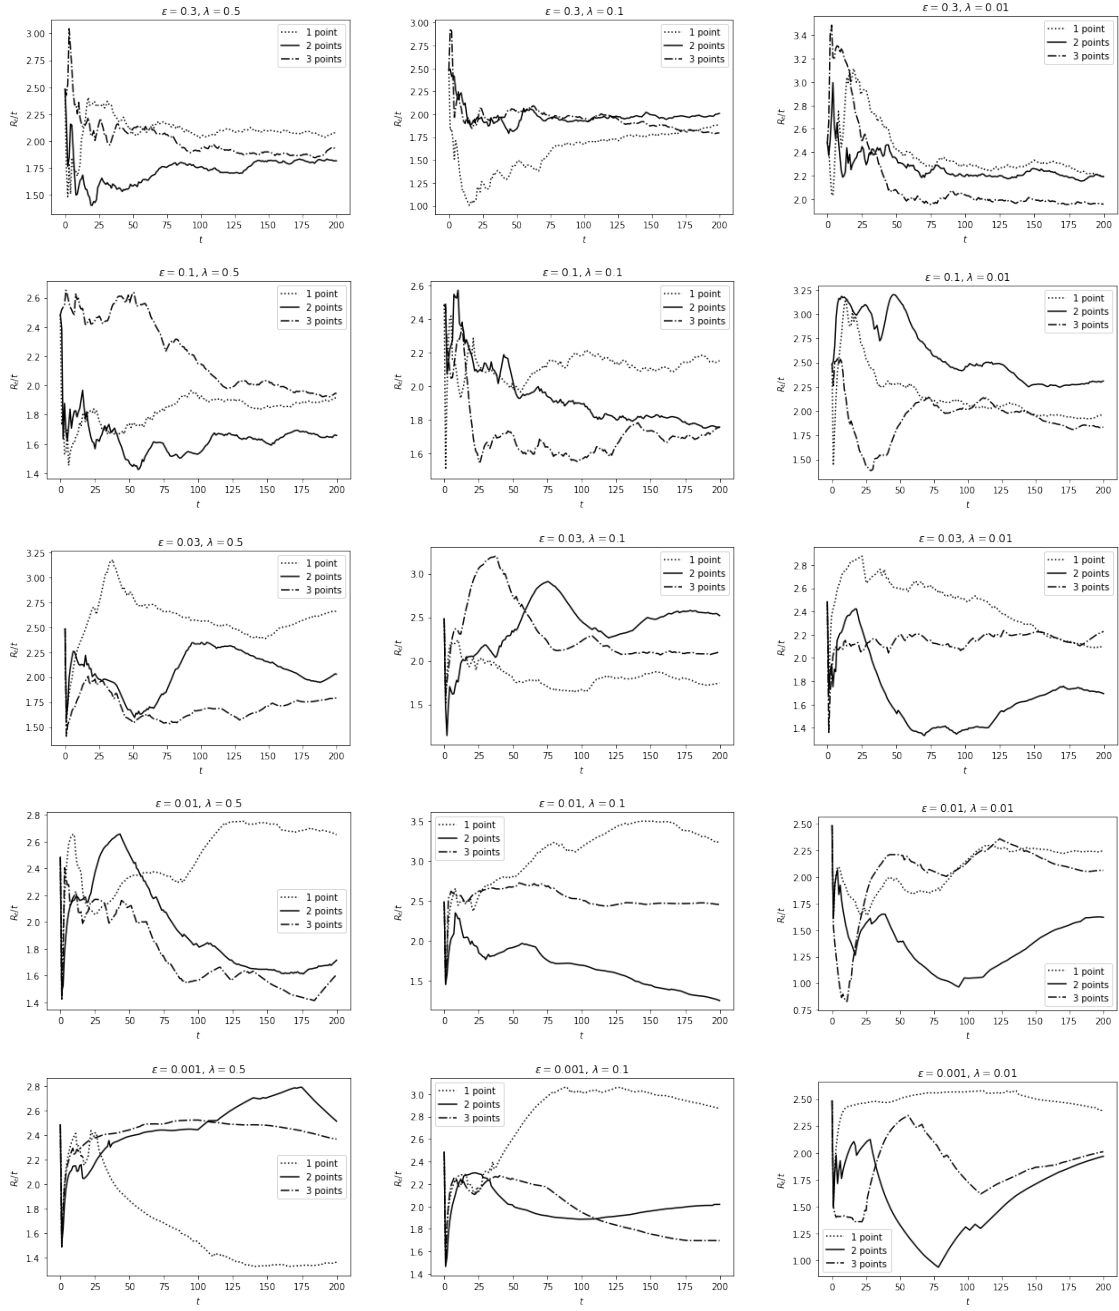 ε = 0.3, λ = 0.5
3.00
2.75
2.50
2.25
2.00
1.75
1.50
R_t/t
1 point
2 points
3 points
0 25 50 75 100 125 150 175 200
t
ε = 0.3, λ = 0.1
3.00
2.75
2.50
2.25
2.00
1.75
1.50
1.25
1.00
R_t/t
1 point
2 points
3 points
0 25 50 75 100 125 150 175 200
t
ε = 0.3, λ = 0.01
3.4
3.2
3.0
2.8
2.6
2.4
2.2
2.0
R_t/t
1 point
2 points
3 points
0 25 50 75 100 125 150 175 200
t
ε = 0.1, λ = 0.5
2.6
2.4
2.2
2.0
1.8
1.6
1.4
R_t/t
1 point
2 points
3 points
0 25 50 75 100 125 150 175 200
t
ε = 0.1, λ = 0.1
2.6
2.4
2.2
2.0
1.8
1.6
R_t/t
1 point
2 points
3 points
0 25 50 75 100 125 150 175 200
t
ε = 0.1, λ = 0.01
3.25
3.00
2.75
2.50
2.25
2.00
1.75
1.50
R_t/t
1 point
2 points
3 points
0 25 50 75 100 125 150 175 200
t
ε = 0.03, λ = 0.5
3.25
3.00
2.75
2.50
2.25
2.00
1.75
1.50
R_t/t
1 point
2 points
3 points
0 25 50 75 100 125 150 175 200
t
ε = 0.03, λ = 0.1
3.0
2.5
2.0
1.5
R_t/t
1 point
2 points
3 points
0 25 50 75 100 125 150 175 200
t
ε = 0.03, λ = 0.01
2.8
2.6
2.4
2.2
2.0
1.8
1.6
1.4
R_t/t
1 point
2 points
3 points
0 25 50 75 100 125 150 175 200
t
ε = 0.01, λ = 0.5
2.8
2.6
2.4
2.2
2.0
1.8
1.6
1.4
R_t/t
1 point
2 points
3 points
0 25 50 75 100 125 150 175 200
t
ε = 0.01, λ = 0.1
3.5
3.0
2.5
2.0
1.5
R_t/t
1 point
2 points
3 points
0 25 50 75 100 125 150 175 200
t
ε = 0.01, λ = 0.01
2.50
2.25
2.00
1.75
1.50
1.25
1.00
0.75
R_t/t
1 point
2 points
3 points
0 25 50 75 100 125 150 175 200
t
ε = 0.001, λ = 0.5
2.8
2.6
2.4
2.2
2.0
1.8
1.6
1.4
R_t/t
1 point
2 points
3 points
0 25 50 75 100 125 150 175 200
t
ε = 0.001, λ = 0.1
3.0
2.8
2.6
2.4
2.2
2.0
1.8
1.6
1.4
R_t/t
1 point
2 points
3 points
0 25 50 75 100 125 150 175 200
t
ε = 0.001, λ = 0.01
2.50
2.25
2.00
1.75
1.50
1.25
1.00
R_t/t
1 point
2 points
3 points
0 25 50 75 100 125 150 175 200
t